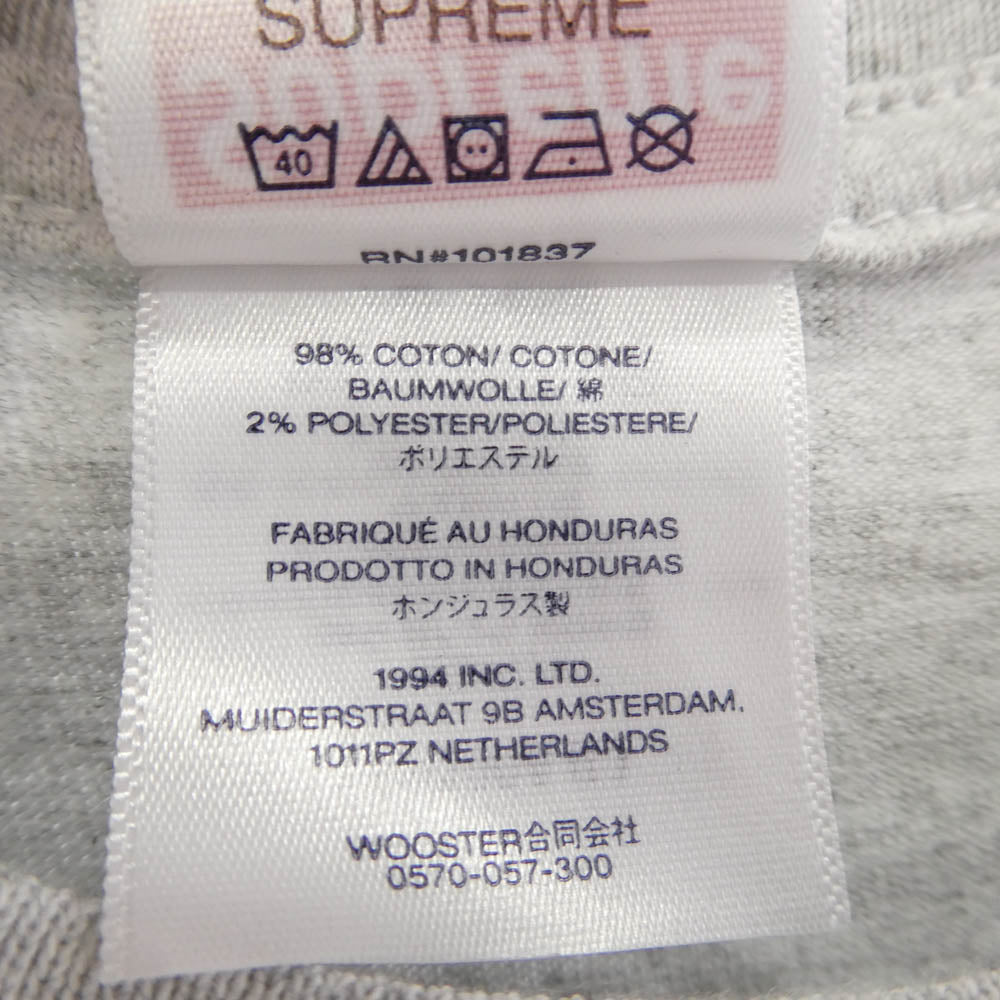 SUPREME
40
RN#101837
98% COTON/ COTONE/
BAUMWOLLE/ 綿
2% POLYESTER/POLIESTERE/
ポリエステル
FABRIQUÉ AU HONDURAS
PRODOTTO IN HONDURAS
ホンジュラス製
1994 INC. LTD.
MUIDERSTRAAT 9B AMSTERDAM.
1011PZ NETHERLANDS
WOOSTER合同会社
0570-057-300